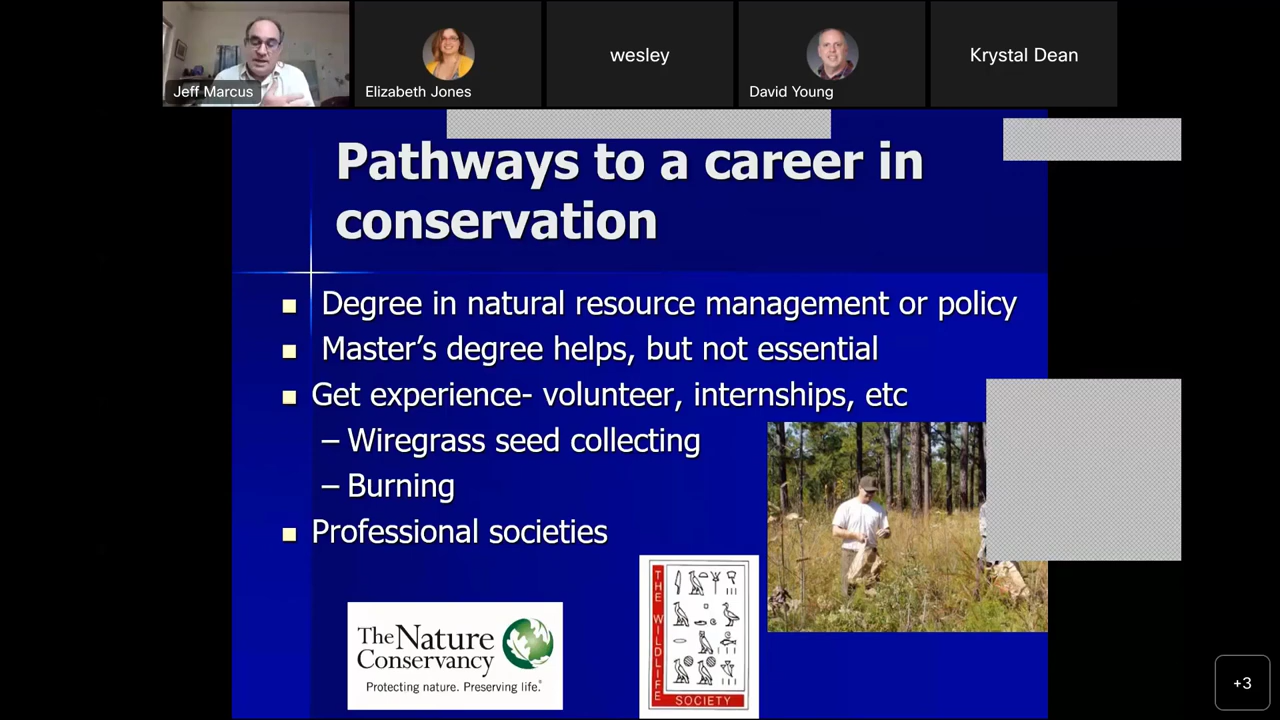 Jeff Marcus
Elizabeth Jones
wesley
David Young
Krystal Dean
Pathways to a career in
conservation
Degree in natural resource management or policy
Master's degree helps, but not essential
Get experience- volunteer, internships, etc
– Wiregrass seed collecting
– Burning
Professional societies
The Nature
Conservancy
Protecting nature. Preserving life.®
THE WILDLIFE
SOCIETY
+3